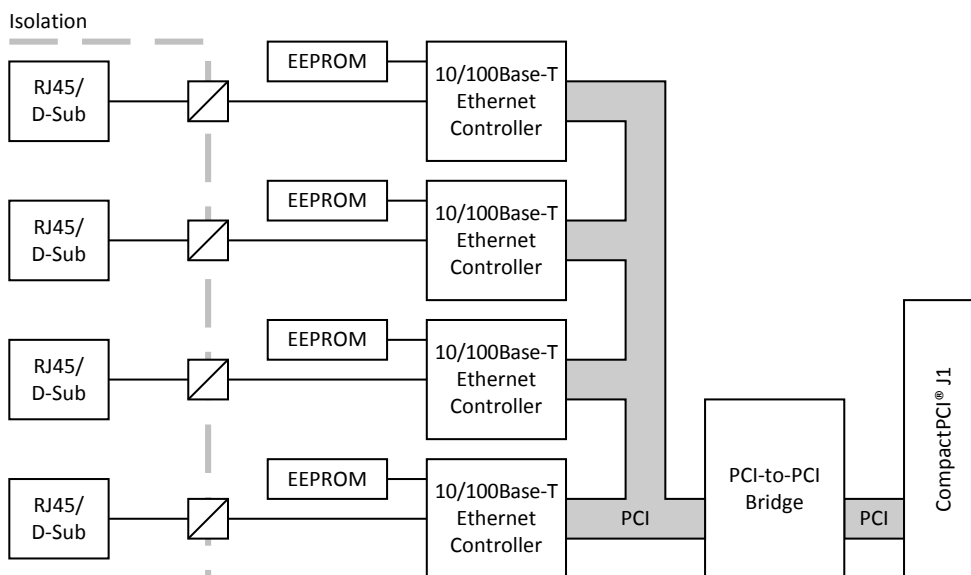 Isolation
RJ45/
D-Sub
EEPROM
10/100Base-T
Ethernet
Controller
RJ45/
D-Sub
EEPROM
10/100Base-T
Ethernet
Controller
RJ45/
D-Sub
EEPROM
10/100Base-T
Ethernet
Controller
RJ45/
D-Sub
EEPROM
10/100Base-T
Ethernet
Controller
PCI
PCI-to-PCI
Bridge
PCI
CompactPCI® J1